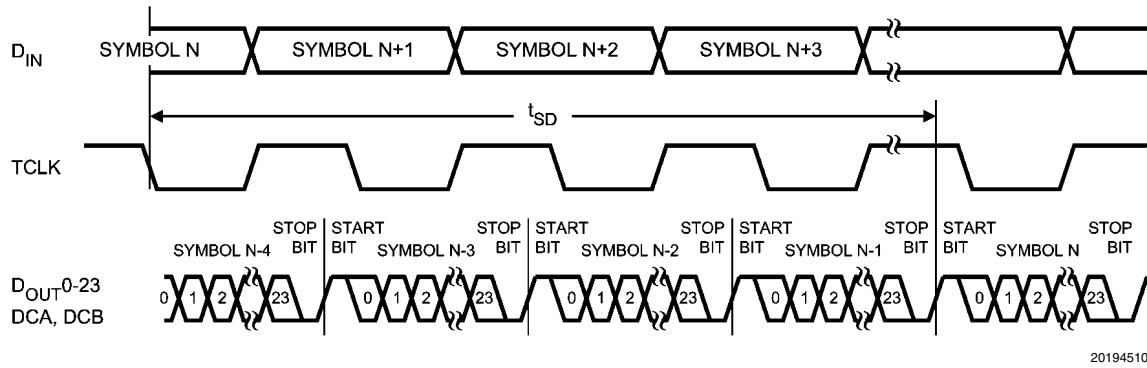 D_IN
SYMBOL N SYMBOL N+1 SYMBOL N+2 SYMBOL N+3
t_SD
TCLK
STOP BIT START BIT STOP BIT START BIT STOP BIT START BIT STOP BIT START BIT STOP BIT
SYMBOL N-4 SYMBOL N-3 SYMBOL N-2 SYMBOL N-1 SYMBOL N
D_OUT0-23
DCA, DCB
0 1 2 23 0 1 2 23 0 1 2 23 0 1 2 23 0 1 2 23
20194510